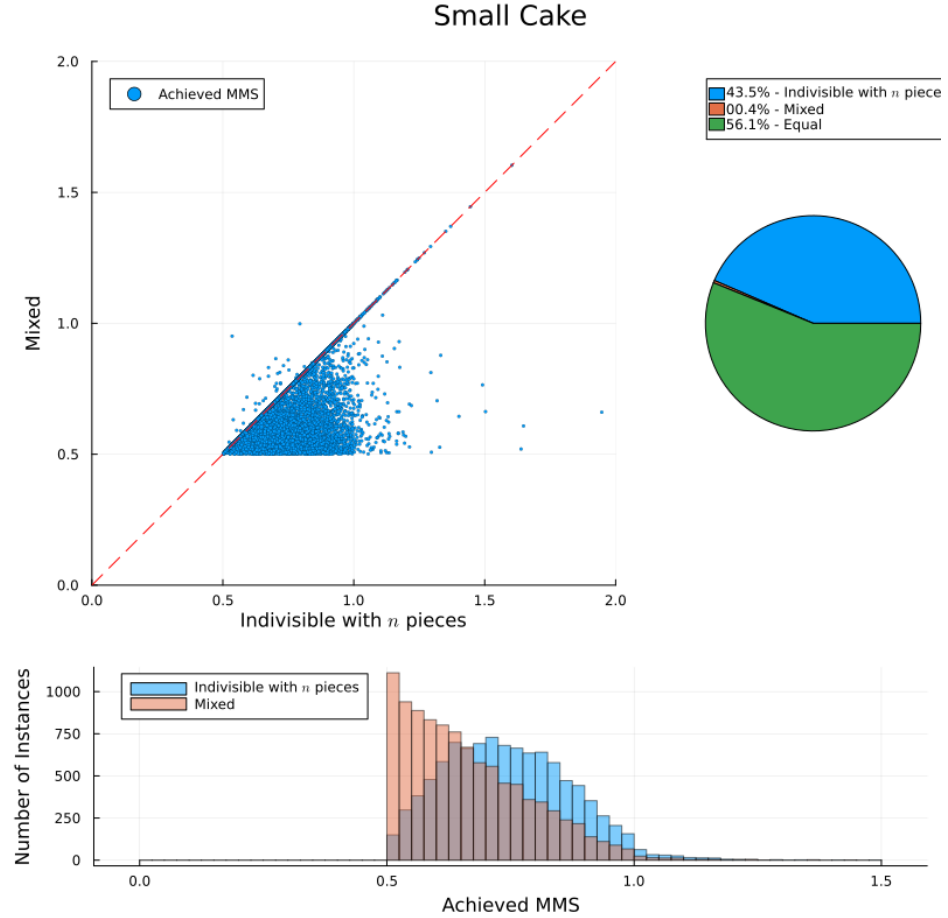 Small Cake
2.0
1.5
1.0
0.5
0.0
Mixed
Achieved MMS
0.0 0.5 1.0 1.5 2.0
Indivisible with n pieces
43.5% - Indivisible with n piece
00.4% - Mixed
56.1% - Equal
Number of Instances
1000
750
500
250
0
Indivisible with n pieces
Mixed
0.0 0.5 1.0 1.5
Achieved MMS